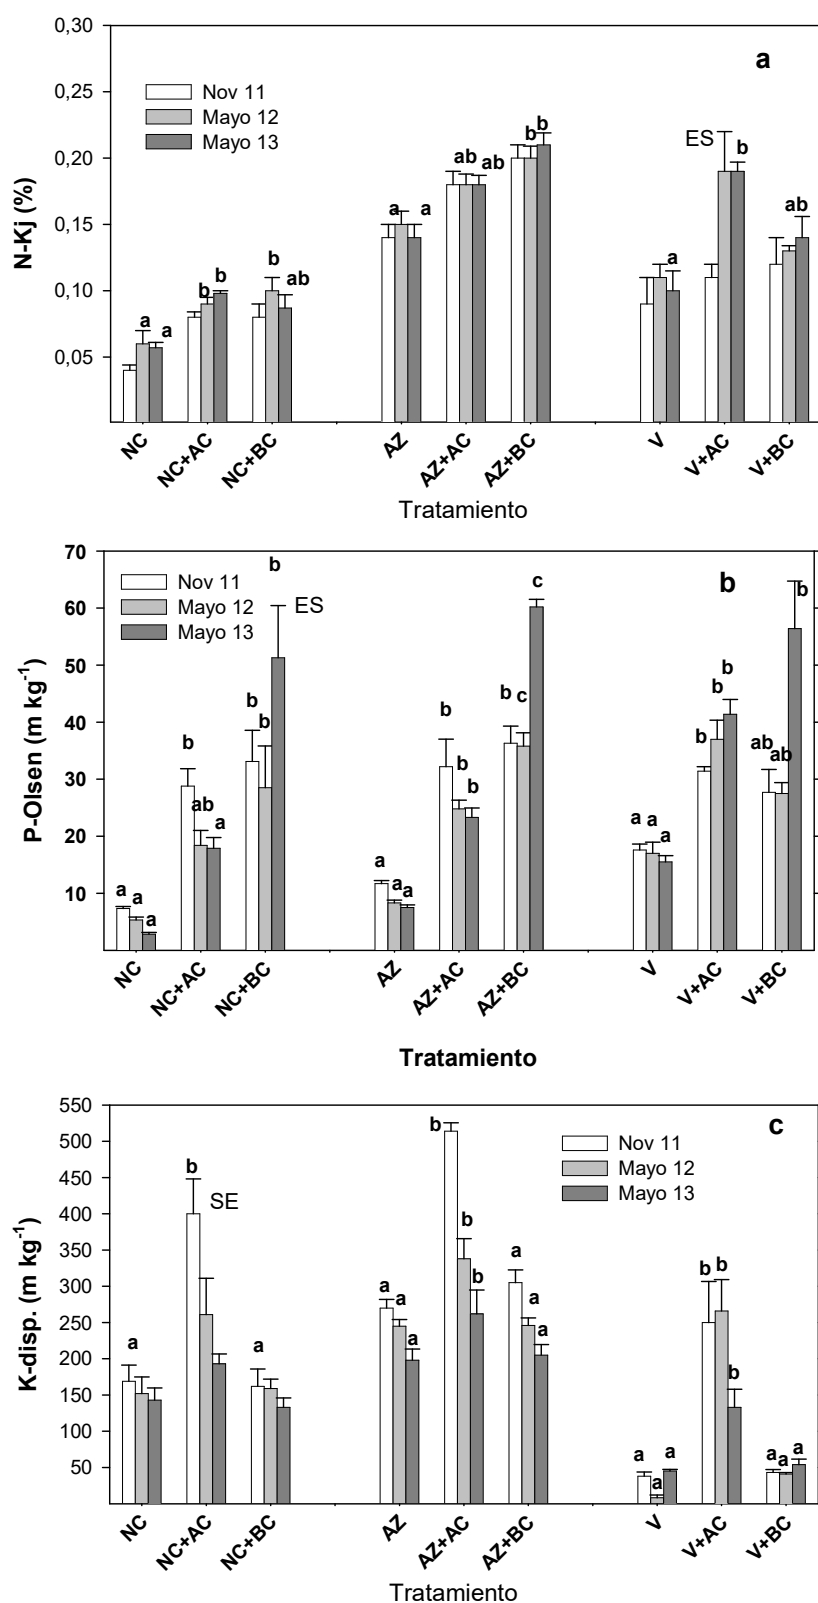 0,30
0,25
0,20
0,15
0,10
0,05
N-Kj (%)
a
Nov 11
Mayo 12
Mayo 13
a a b b b ab
a a ab ab b b
a ES b ab
NC NC+AC NC+BC AZ AZ+AC AZ+BC V V+AC V+BC
Tratamiento
70
60
50
40
30
20
10
P-Olsen (m kg-1)
b
Nov 11
Mayo 12
Mayo 13
a a a b ab a b b b ES
a a a b b b b c c
a a a b b b ab ab b
NC NC+AC NC+BC AZ AZ+AC AZ+BC V V+AC V+BC
Tratamiento
550
500
450
400
350
300
250
200
150
100
50
K-disp. (m kg-1)
c
Nov 11
Mayo 12
Mayo 13
a b SE a
a a a b b b a a a
a a a b b b a a a
NC NC+AC NC+BC AZ AZ+AC AZ+BC V V+AC V+BC
Tratamiento